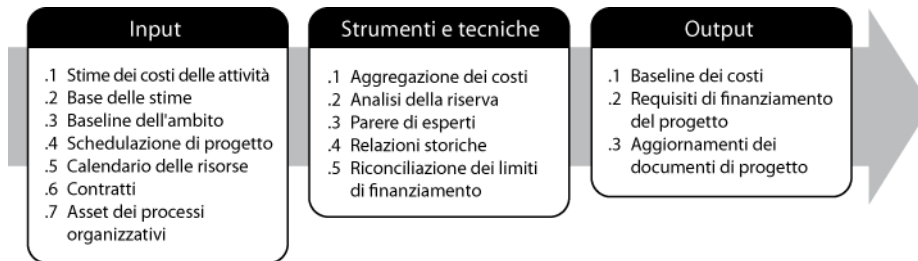 Input
.1 Stime dei costi delle attività
.2 Base delle stime
.3 Baseline dell'ambito
.4 Schedulazione di progetto
.5 Calendario delle risorse
.6 Contratti
.7 Asset dei processi
organizzativi
Strumenti e tecniche
.1 Aggregazione dei costi
.2 Analisi della riserva
.3 Parere di esperti
.4 Relazioni storiche
.5 Riconciliazione dei limiti
di finanziamento
Output
.1 Baseline dei costi
.2 Requisiti di finanziamento
del progetto
.3 Aggiornamenti dei
documenti di progetto